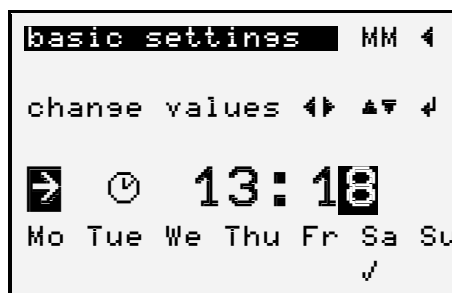 basic settings MM
change values
13:18
Mo Tue We Thu Fr Sa Su